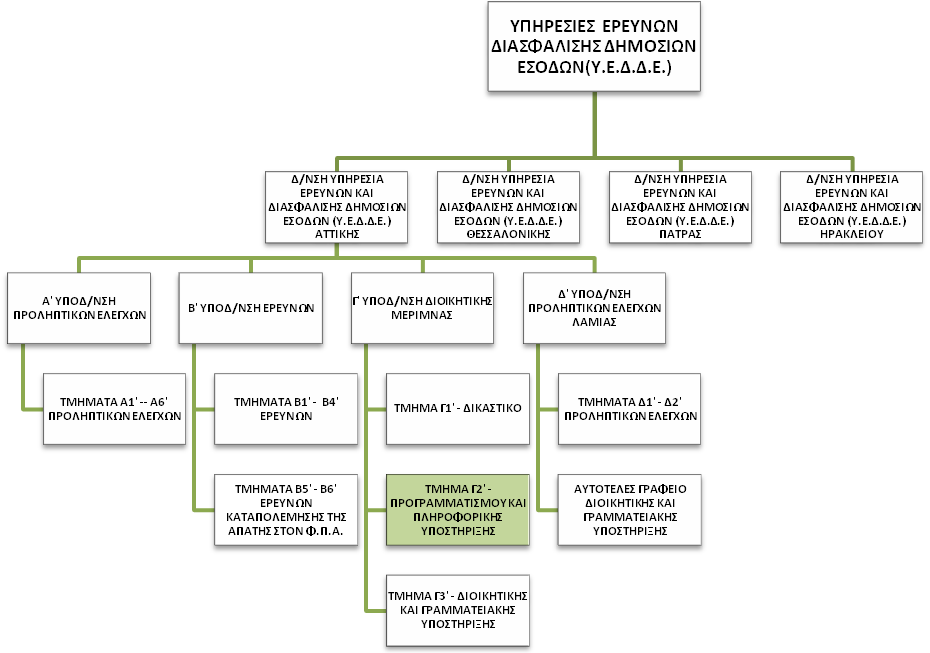 ΥΠΗΡΕΣΙΕΣ ΕΡΕΥΝΩΝ
ΔΙΑΣΦΑΛΙΣΗΣ ΔΗΜΟΣΙΩΝ
ΕΣΟΔΩΝ(Υ.Ε.Δ.Δ.Ε.)
Δ/ΝΣΗ ΥΠΗΡΕΣΙΑ
ΕΡΕΥΝΩΝ ΚΑΙ
ΔΙΑΣΦΑΛΙΣΗΣ ΔΗΜΟΣΙΩΝ
ΕΣΟΔΩΝ (Υ.Ε.Δ.Δ.Ε.)
ΑΤΤΙΚΗΣ
Δ/ΝΣΗ ΥΠΗΡΕΣΙΑ
ΕΡΕΥΝΩΝ ΚΑΙ
ΔΙΑΣΦΑΛΙΣΗΣ ΔΗΜΟΣΙΩΝ
ΕΣΟΔΩΝ (Υ.Ε.Δ.Δ.Ε.)
ΘΕΣΣΑΛΟΝΙΚΗΣ
Δ/ΝΣΗ ΥΠΗΡΕΣΙΑ
ΕΡΕΥΝΩΝ ΚΑΙ
ΔΙΑΣΦΑΛΙΣΗΣ ΔΗΜΟΣΙΩΝ
ΕΣΟΔΩΝ (Υ.Ε.Δ.Δ.Ε.)
ΠΑΤΡΑΣ
Δ/ΝΣΗ ΥΠΗΡΕΣΙΑ
ΕΡΕΥΝΩΝ ΚΑΙ
ΔΙΑΣΦΑΛΙΣΗΣ ΔΗΜΟΣΙΩΝ
ΕΣΟΔΩΝ (Υ.Ε.Δ.Δ.Ε.)
ΗΡΑΚΛΕΙΟΥ
Α' ΥΠΟΔ/ΝΣΗ
ΠΡΟΛΗΠΤΙΚΩΝ ΕΛΕΓΧΩΝ
Β' ΥΠΟΔ/ΝΣΗ ΕΡΕΥΝΩΝ
Γ' ΥΠΟΔ/ΝΣΗ ΔΙΟΙΚΗΤΙΚΗΣ
ΜΕΡΙΜΝΑΣ
Δ' ΥΠΟΔ/ΝΣΗ
ΠΡΟΛΗΠΤΙΚΩΝ ΕΛΕΓΧΩΝ
ΛΑΜΙΑΣ
ΤΜΗΜΑΤΑ Α1' -- Α6'
ΠΡΟΛΗΠΤΙΚΩΝ ΕΛΕΓΧΩΝ
ΤΜΗΜΑΤΑ Β1' - Β4'
ΕΡΕΥΝΩΝ
ΤΜΗΜΑ Γ1' - ΔΙΚΑΣΤΙΚΟ
ΤΜΗΜΑΤΑ Δ1' - Δ2'
ΠΡΟΛΗΠΤΙΚΩΝ ΕΛΕΓΧΩΝ
ΤΜΗΜΑΤΑ Β5' - Β6'
ΕΡΕΥΝΩΝ
ΚΑΤΑΠΟΛΕΜΗΣΗΣ ΤΗΣ
ΑΠΑΤΗΣ ΣΤΟΝ Φ.Π.Α.
ΤΜΗΜΑ Γ2' -
ΠΡΟΓΡΑΜΜΑΤΙΣΜΟΥ ΚΑΙ
ΠΛΗΡΟΦΟΡΙΚΗΣ
ΥΠΟΣΤΗΡΙΞΗΣ
ΑΥΤΟΤΕΛΕΣ ΓΡΑΦΕΙΟ
ΔΙΟΙΚΗΤΙΚΗΣ ΚΑΙ
ΓΡΑΜΜΑΤΕΙΑΚΗΣ
ΥΠΟΣΤΗΡΙΞΗΣ
ΤΜΗΜΑ Γ3' - ΔΙΟΙΚΗΤΙΚΗΣ
ΚΑΙ ΓΡΑΜΜΑΤΕΙΑΚΗΣ
ΥΠΟΣΤΗΡΙΞΗΣ